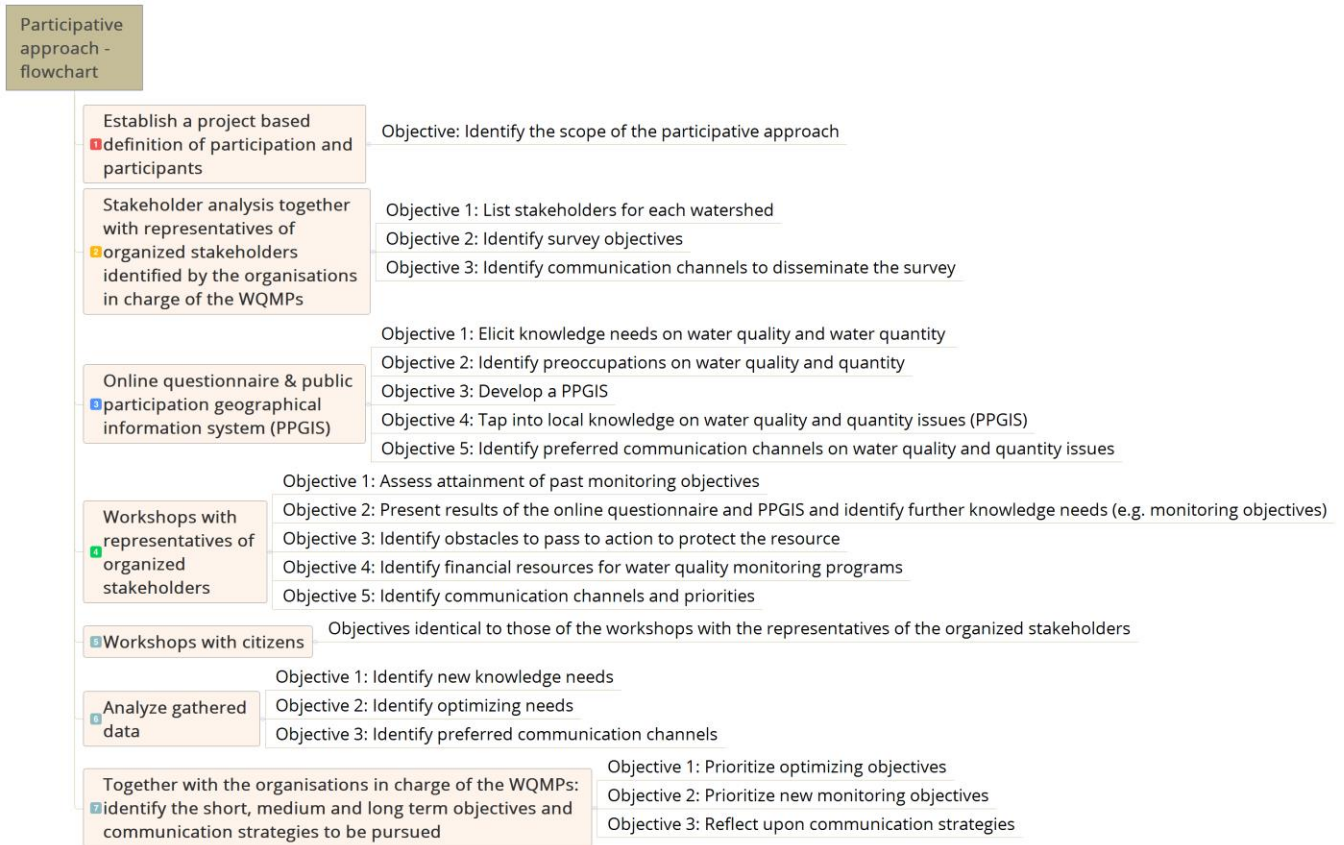 Participative
approach -
flowchart
Establish a project based
1 definition of participation and
participants
Objective: Identify the scope of the participative approach
Stakeholder analysis together
with representatives of
2 organized stakeholders
identified by the organisations
in charge of the WQMPs
Objective 1: List stakeholders for each watershed
Objective 2: Identify survey objectives
Objective 3: Identify communication channels to disseminate the survey
Online questionnaire & public
3 participation geographical
information system (PPGIS)
Objective 1: Elicit knowledge needs on water quality and water quantity
Objective 2: Identify preoccupations on water quality and quantity
Objective 3: Develop a PPGIS
Objective 4: Tap into local knowledge on water quality and quantity issues (PPGIS)
Objective 5: Identify preferred communication channels on water quality and quantity issues
Workshops with
representatives of
4 organized
stakeholders
Objective 1: Assess attainment of past monitoring objectives
Objective 2: Present results of the online questionnaire and PPGIS and identify further knowledge needs (e.g. monitoring objectives)
Objective 3: Identify obstacles to pass to action to protect the resource
Objective 4: Identify financial resources for water quality monitoring programs
Objective 5: Identify communication channels and priorities
5 Workshops with citizens
Objectives identical to those of the workshops with the representatives of the organized stakeholders
6 Analyze gathered
data
Objective 1: Identify new knowledge needs
Objective 2: Identify optimizing needs
Objective 3: Identify preferred communication channels
Together with the organisations in charge of the WQMPs:
7 identify the short, medium and long term objectives and
communication strategies to be pursued
Objective 1: Prioritize optimizing objectives
Objective 2: Prioritize new monitoring objectives
Objective 3: Reflect upon communication strategies